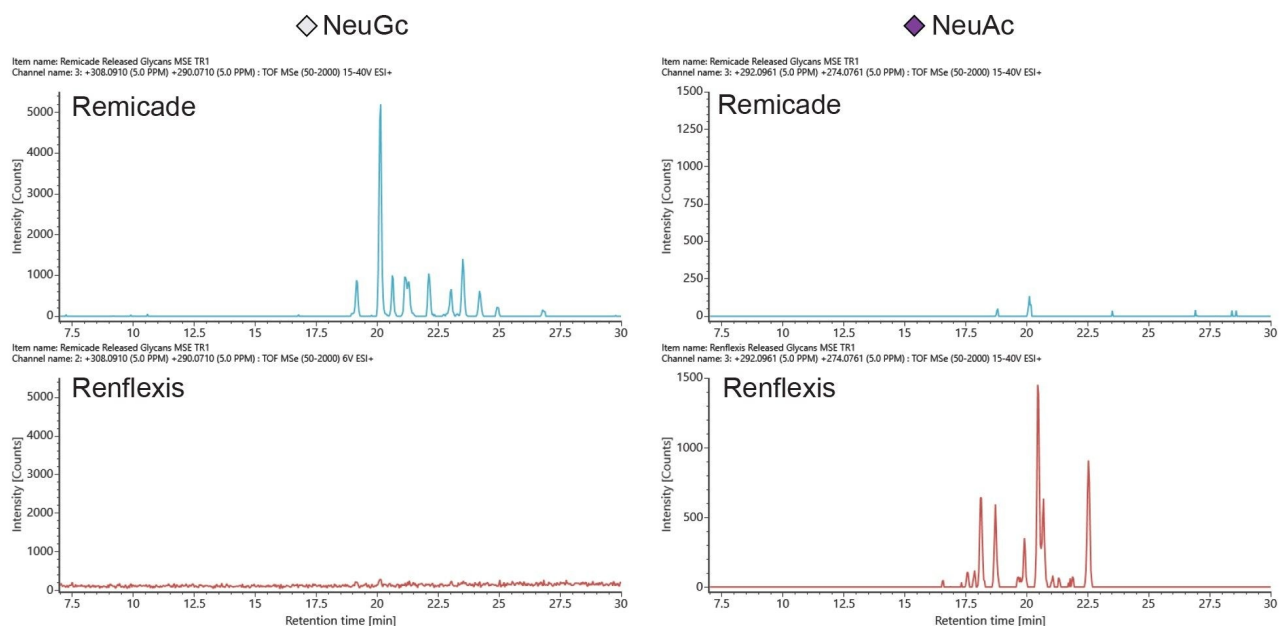 NeuGc
NeuAc
Item name: Remicade Released Glycans MSE TR1
Channel name: 3: +308.0910 (5.0 PPM) +290.0710 (5.0 PPM) : TOF MSe (50-2000) 15-40V ESI+
Remicade
Intensity [Counts]
5000
4000
3000
2000
1000
0
7.5 10 12.5 15 17.5 20 22.5 25 27.5 30
Item name: Remicade Released Glycans MSE TR1
Channel name: 3: +292.0961 (5.0 PPM) +274.0761 (5.0 PPM) : TOF MSe (50-2000) 15-40V ESI+
Remicade
Intensity [Counts]
1500
1250
1000
750
500
250
0
7.5 10 12.5 15 17.5 20 22.5 25 27.5 30
Item name: Remicade Released Glycans MSE TR1
Channel name: 2: +308.0910 (5.0 PPM) +290.0710 (5.0 PPM) : TOF MSe (50-2000) 6V ESI+
Renflexis
Intensity [Counts]
5000
4000
3000
2000
1000
0
7.5 10 12.5 15 17.5 20 22.5 25 27.5 30
Retention time [min]
Item name: Renflexis Released Glycans MSE TR1
Channel name: 3: +292.0961 (5.0 PPM) +274.0761 (5.0 PPM) : TOF MSe (50-2000) 15-40V ESI+
Renflexis
Intensity [Counts]
1500
1000
500
0
7.5 10 12.5 15 17.5 20 22.5 25 27.5 30
Retention time [min]